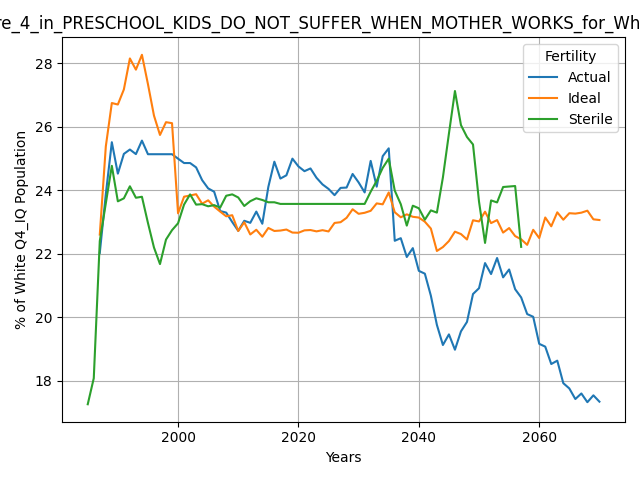 re_4_in_PRESCHOOL_KIDS_DO_NOT_SUFFER_WHEN_MOTHER_WORKS_for_Wh
Fertility
Actual
Ideal
Sterile
% of White Q4_IQ Population
28
26
24
22
20
18
2000 2020 2040 2060
Years